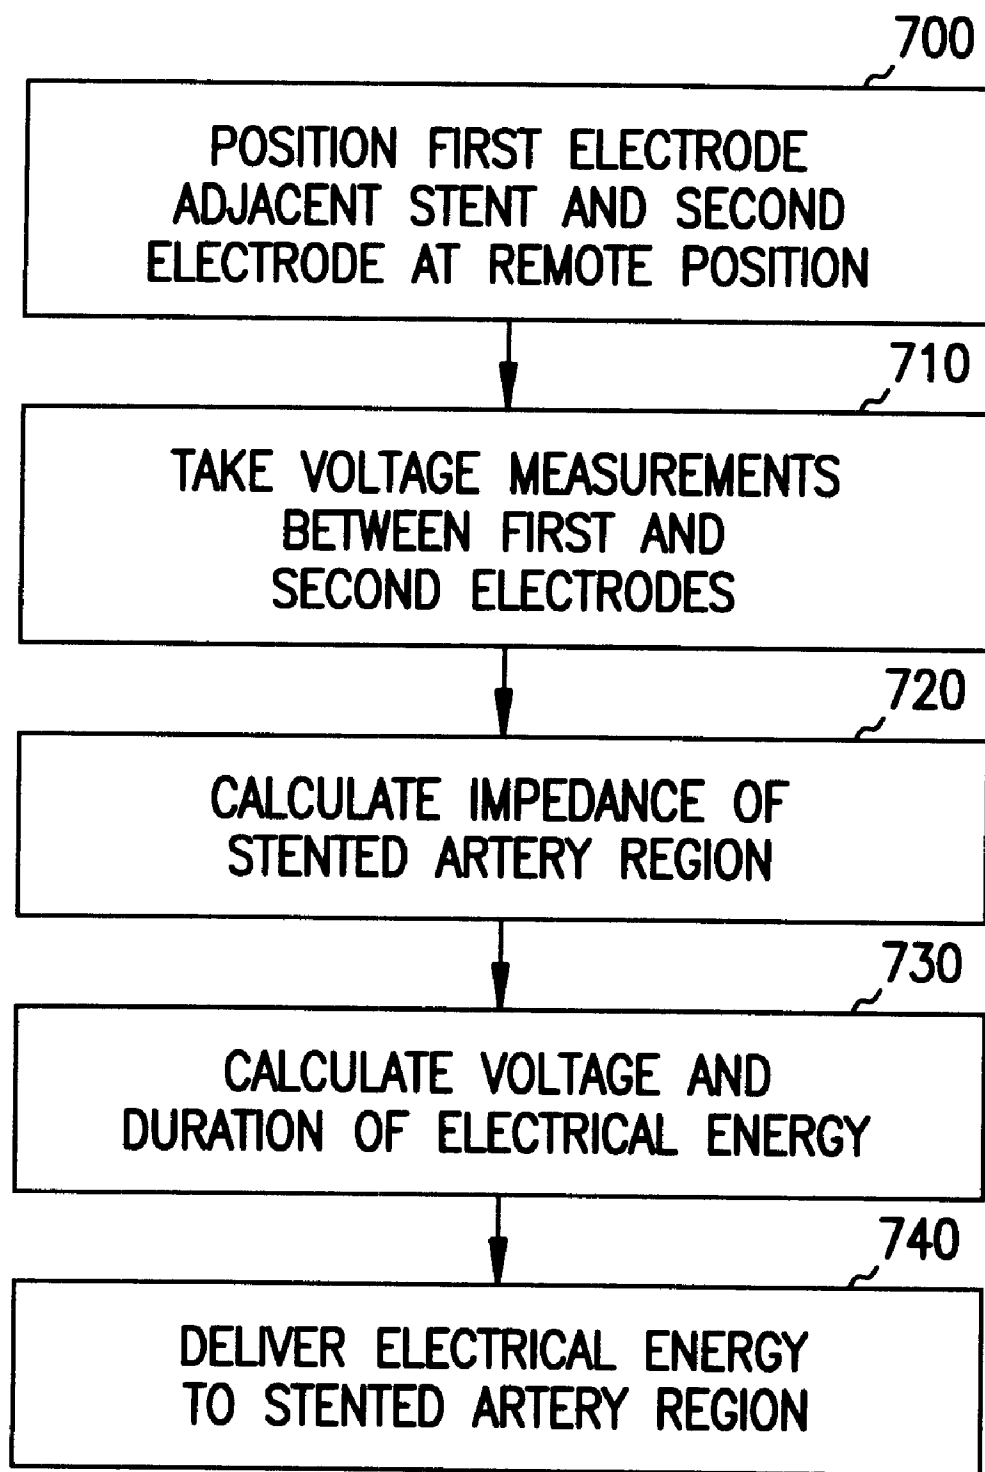 700
POSITION FIRST ELECTRODE
ADJACENT STENT AND SECOND
ELECTRODE AT REMOTE POSITION
710
TAKE VOLTAGE MEASUREMENTS
BETWEEN FIRST AND
SECOND ELECTRODES
720
CALCULATE IMPEDANCE OF
STENTED ARTERY REGION
730
CALCULATE VOLTAGE AND
DURATION OF ELECTRICAL ENERGY
740
DELIVER ELECTRICAL ENERGY
TO STENTED ARTERY REGION